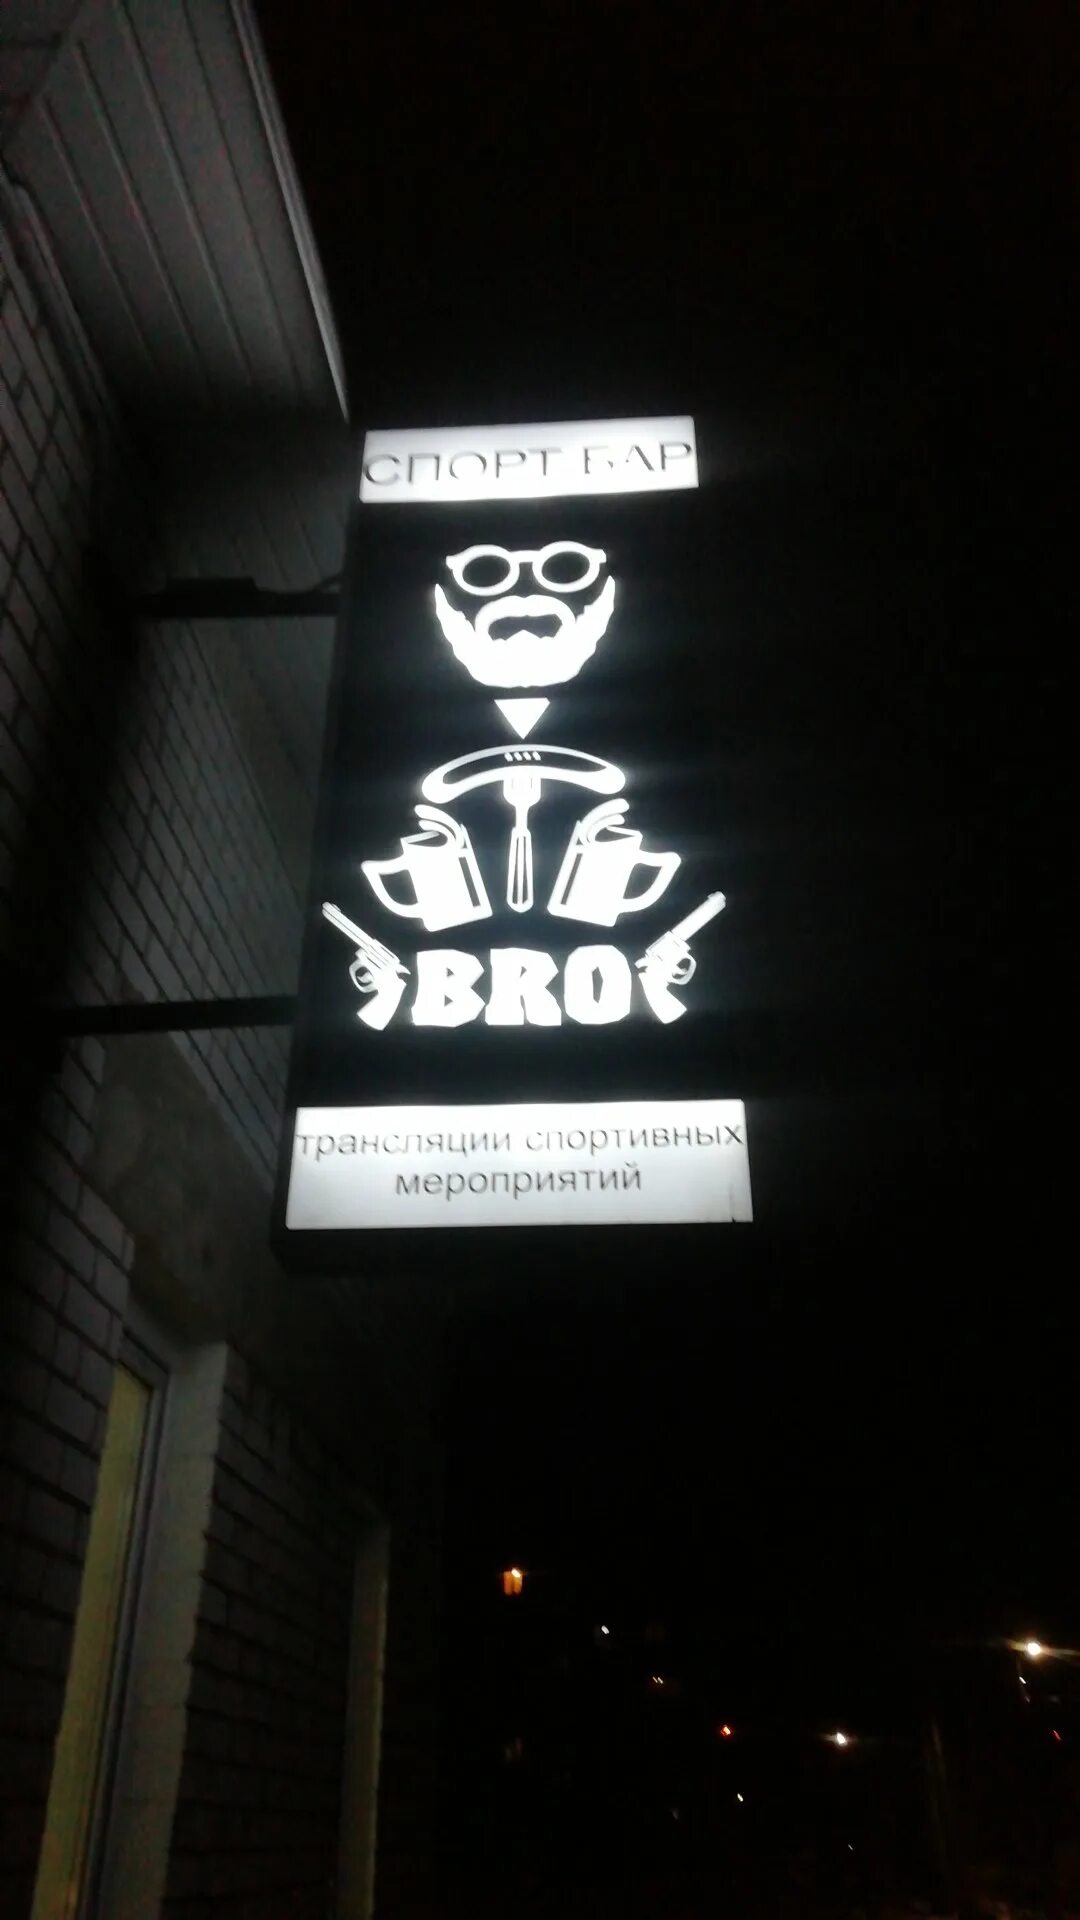 СПОРТ БАР
BRO
трансляции спортивных
мероприятий